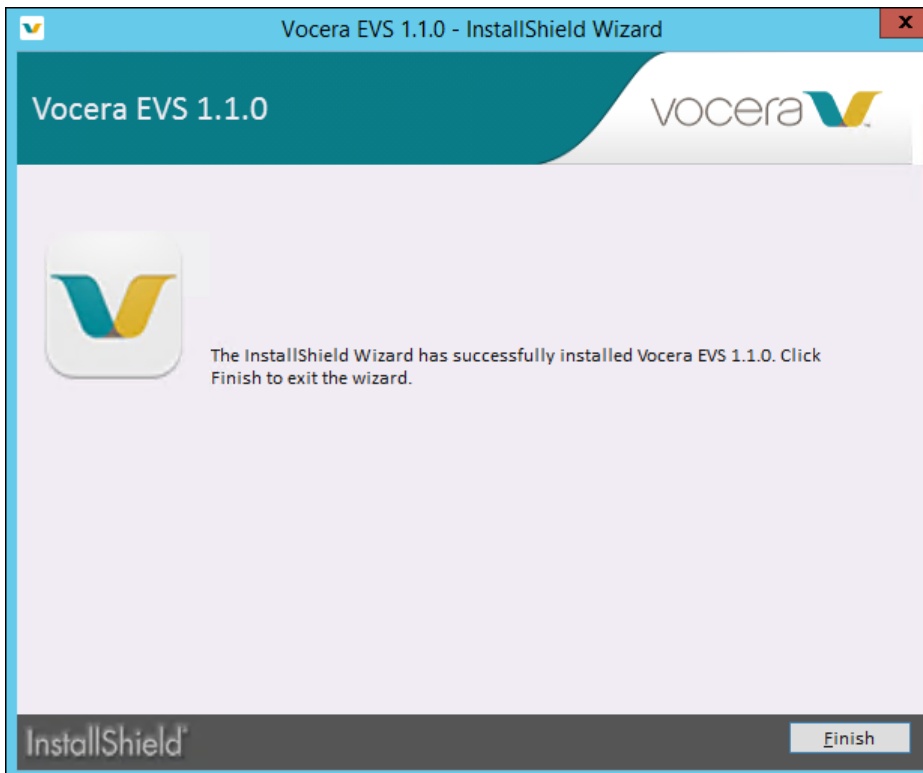 Vocera EVS 1.1.0 - InstallShield Wizard
x
Vocera EVS 1.1.0
vocera
The InstallShield Wizard has successfully installed Vocera EVS 1.1.0. Click
Finish to exit the wizard.
InstallShield
Finish